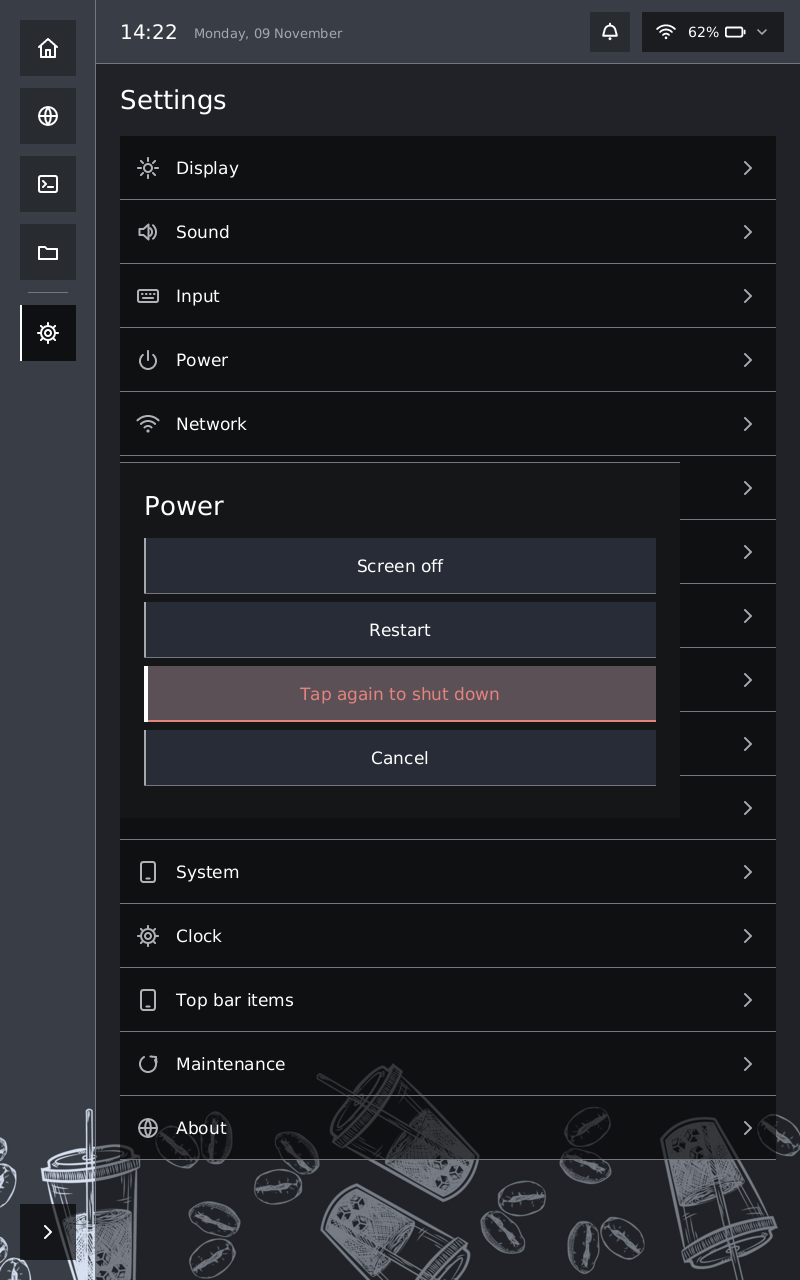 14:22 Monday, 09 November 62%
Settings
Display
Sound
Input
Power
Network
Power
Screen off
Restart
Tap again to shut down
Cancel
System
Clock
Top bar items
Maintenance
About